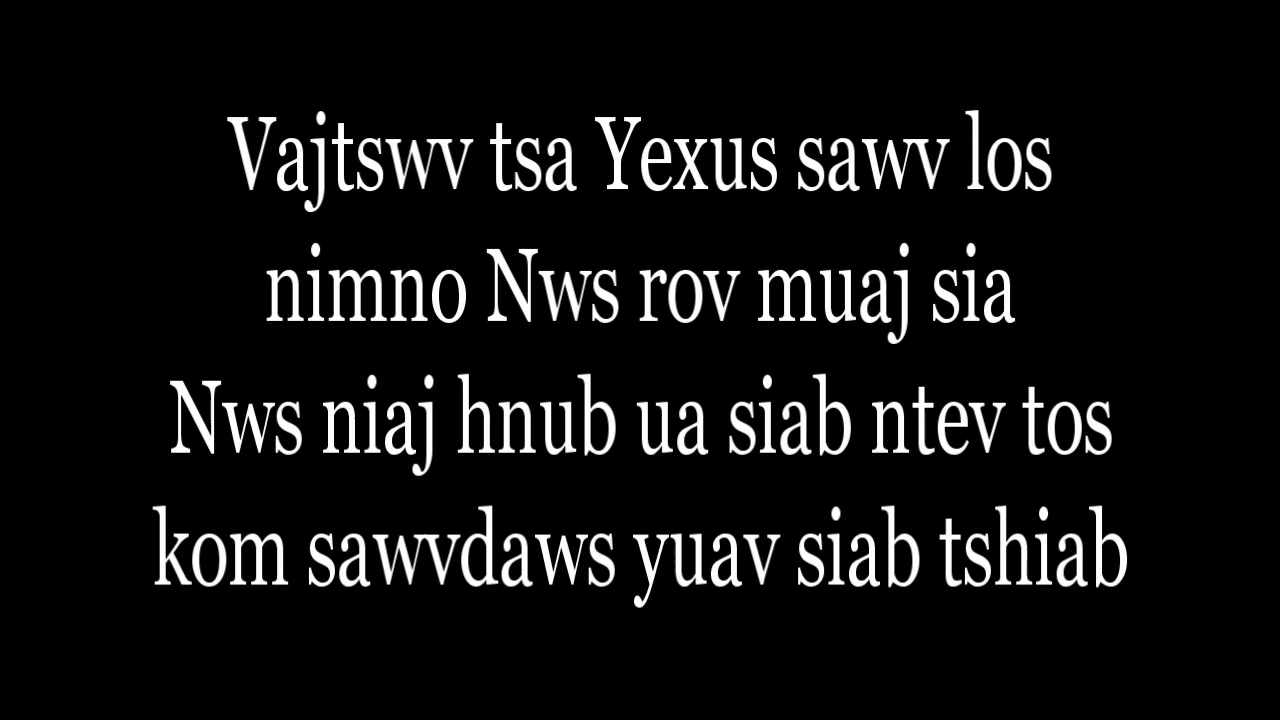 Vajtswv tsa Yexus sawv los
nimno Nws rov muaj sia
Nws niaj hnub ua siab ntev tos
kom sawvdaws yuav siab tshiab